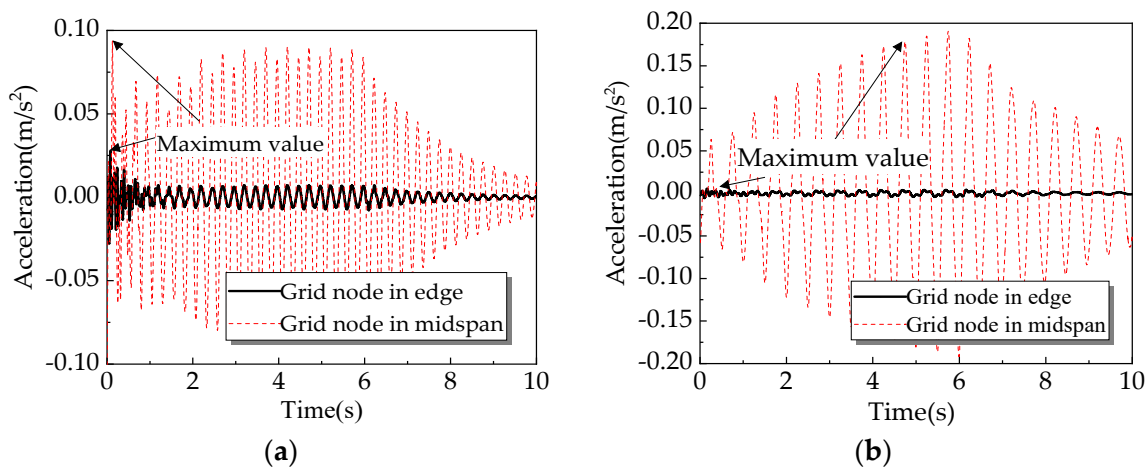 0.10
0.05
0.00
-0.05
-0.10
Acceleration(m/s²)
Maximum value
Grid node in edge
Grid node in midspan
0 2 4 6 8 10
Time(s)
(a)
0.20
0.15
0.10
0.05
0.00
-0.05
-0.10
-0.15
-0.20
Acceleration(m/s²)
Maximum value
Grid node in edge
Grid node in midspan
0 2 4 6 8 10
Time(s)
(b)